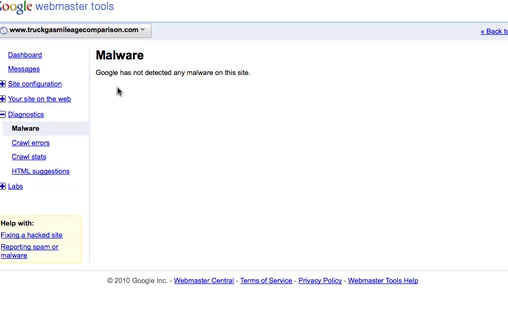 Google webmaster tools
www.truckgasmileagecomparison.com
« Back to
Dashboard
Messages
Site configuration
Your site on the web
Diagnostics
Malware
Crawl errors
Crawl stats
HTML suggestions
Labs
Help with:
Fixing a hacked site
Reporting spam or
malware
Malware
Google has not detected any malware on this site.
© 2010 Google Inc. - Webmaster Central - Terms of Service - Privacy Policy - Webmaster Tools Help